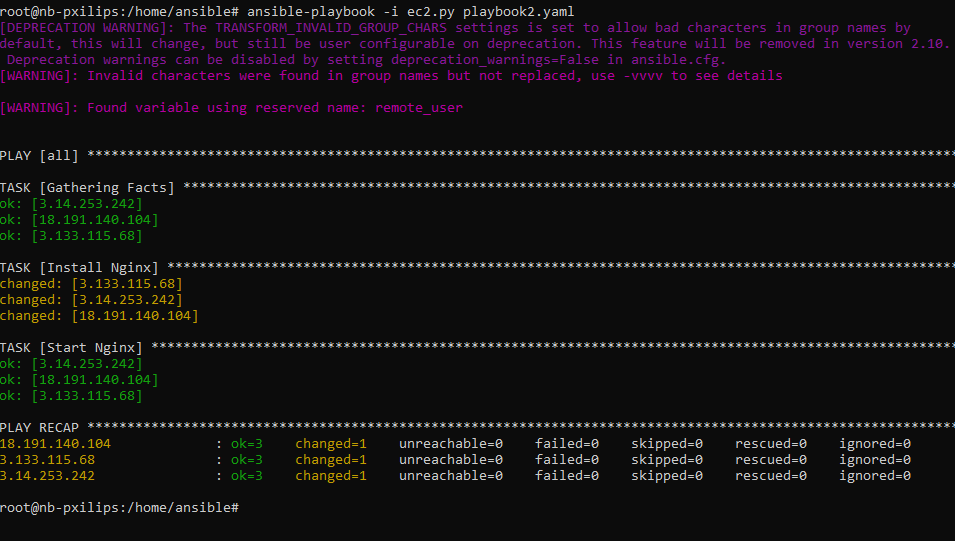 root@nb-pxilips:/home/ansible# ansible-playbook -i ec2.py playbook2.yaml
[DEPRECATION WARNING]: The TRANSFORM_INVALID_GROUP_CHARS settings is set to allow bad characters in group names by
default, this will change, but still be user configurable on deprecation. This feature will be removed in version 2.10.
Deprecation warnings can be disabled by setting deprecation_warnings=False in ansible.cfg.
[WARNING]: Invalid characters were found in group names but not replaced, use -vvvv to see details
[WARNING]: Found variable using reserved name: remote_user
PLAY [all] *************************************************************************************************************
TASK [Gathering Facts] *************************************************************************************************
ok: [3.14.253.242]
ok: [18.191.140.104]
ok: [3.133.115.68]
TASK [Install Nginx] ***************************************************************************************************
changed: [3.133.115.68]
changed: [3.14.253.242]
changed: [18.191.140.104]
TASK [Start Nginx] *****************************************************************************************************
ok: [3.14.253.242]
ok: [18.191.140.104]
ok: [3.133.115.68]
PLAY RECAP *************************************************************************************************************
18.191.140.104             : ok=3    changed=1    unreachable=0    failed=0    skipped=0    rescued=0    ignored=0
3.133.115.68               : ok=3    changed=1    unreachable=0    failed=0    skipped=0    rescued=0    ignored=0
3.14.253.242               : ok=3    changed=1    unreachable=0    failed=0    skipped=0    rescued=0    ignored=0
root@nb-pxilips:/home/ansible#